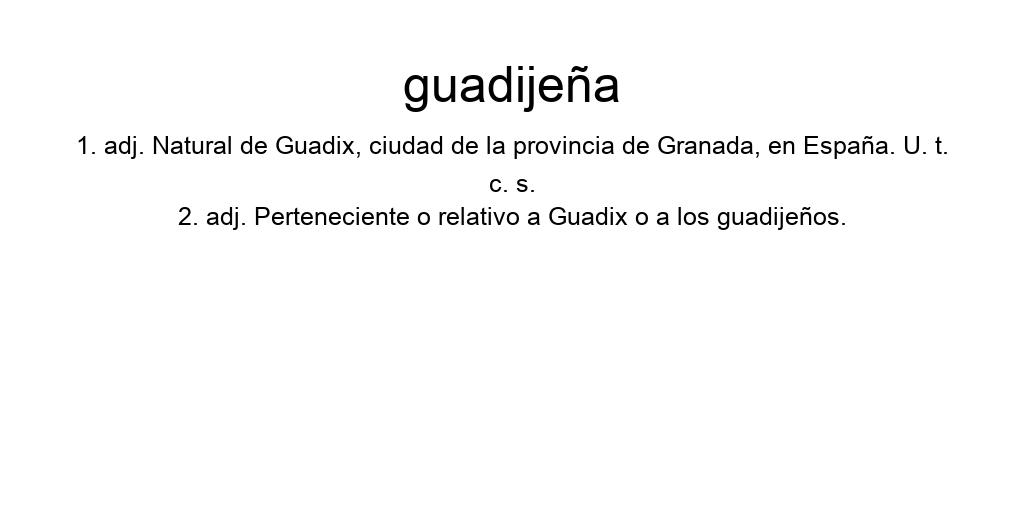 guadijeña
1. adj. Natural de Guadix, ciudad de la provincia de Granada, en España. U. t.
c. s.
2. adj. Perteneciente o relativo a Guadix o a los guadijeños.